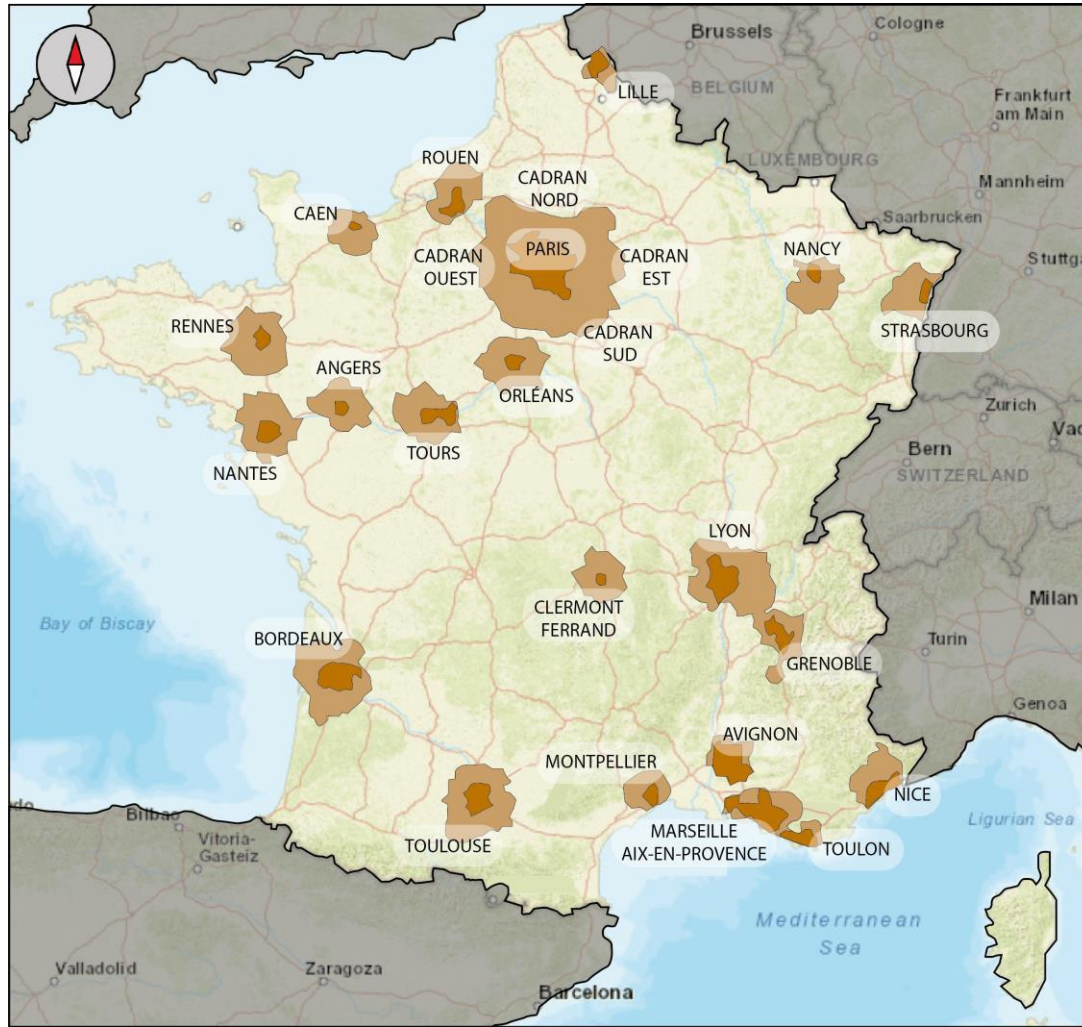 Brussels
Cologne
LILLE
BELGIUM
Frankfurt
am Main
ROUEN
CADRAN
NORD
LUXEMBOURG
Mannheim
CAEN
Saarbrucken
CADRAN
OUEST
PARIS
CADRAN
EST
NANCY
Stuttga
RENNES
STRASBOURG
CADRAN
SUD
ANGERS
ORLÉANS
Zurich
TOURS
Vad
Bern
NANTES
SWITZERLAND
LYON
Milan
CLERMONT
FERRAND
Bay of Biscay
BORDEAUX
Turin
GRENOBLE
Genoa
AVIGNON
MONTPELLIER
NICE
Bilbao
Ligurian Sea
MARSEILLE
AIX-EN-PROVENCE
Vitoria-
Gasteiz
TOULOUSE
TOULON
Mediterranean
Sea
Valladolid
Zaragoza
Barcelona